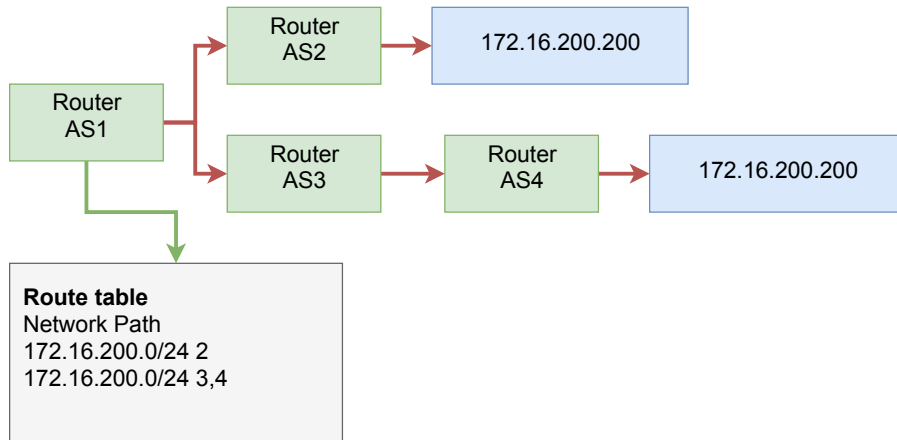 Router
AS2
172.16.200.200
Router
AS1
Router
AS3
Router
AS4
172.16.200.200
Route table
Network Path
172.16.200.0/24 2
172.16.200.0/24 3,4